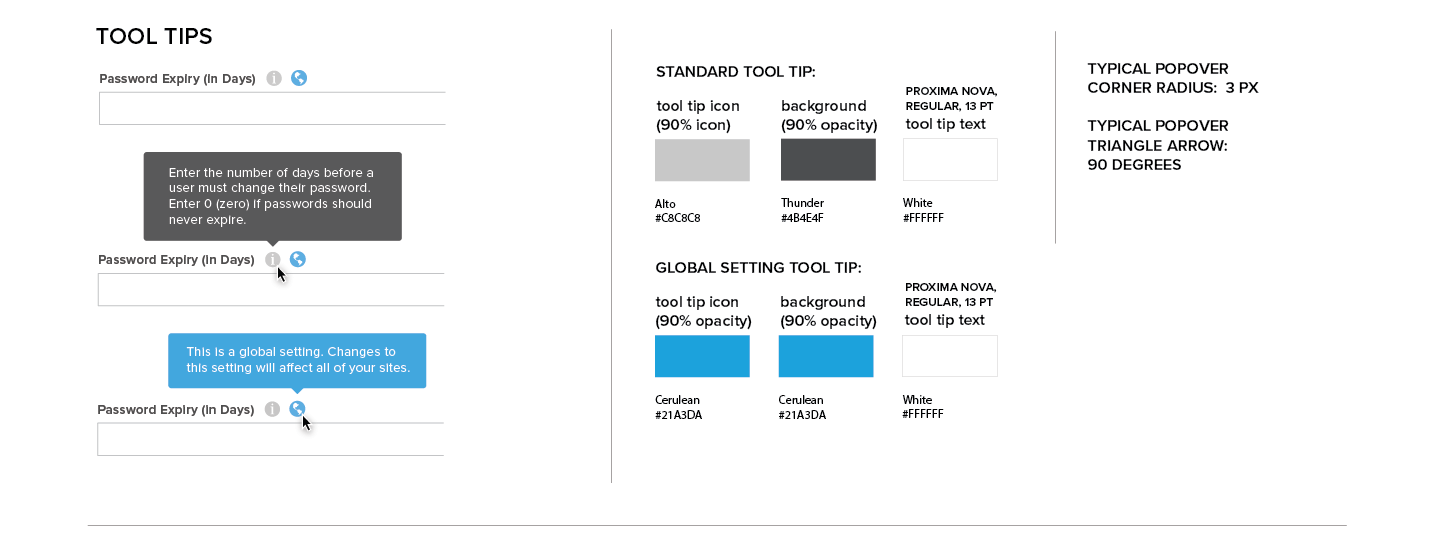 TOOL TIPS
Password Expiry (in Days)
Enter the number of days before a
user must change their password.
Enter 0 (zero) if passwords should
never expire.
Password Expiry (in Days)
This is a global setting. Changes to
this setting will affect all of your sites.
Password Expiry (in Days)
STANDARD TOOL TIP:
tool tip icon
(90% icon)
Alto
#C8C8C8
background
(90% opacity)
Thunder
#4B4E4F
PROXIMA NOVA,
REGULAR, 13 PT
tool tip text
White
#FFFFFF
GLOBAL SETTING TOOL TIP:
tool tip icon
(90% opacity)
Cerulean
#21A3DA
background
(90% opacity)
Cerulean
#21A3DA
PROXIMA NOVA,
REGULAR, 13 PT
tool tip text
White
#FFFFFF
TYPICAL POPOVER
CORNER RADIUS: 3 PX
TYPICAL POPOVER
TRIANGLE ARROW:
90 DEGREES